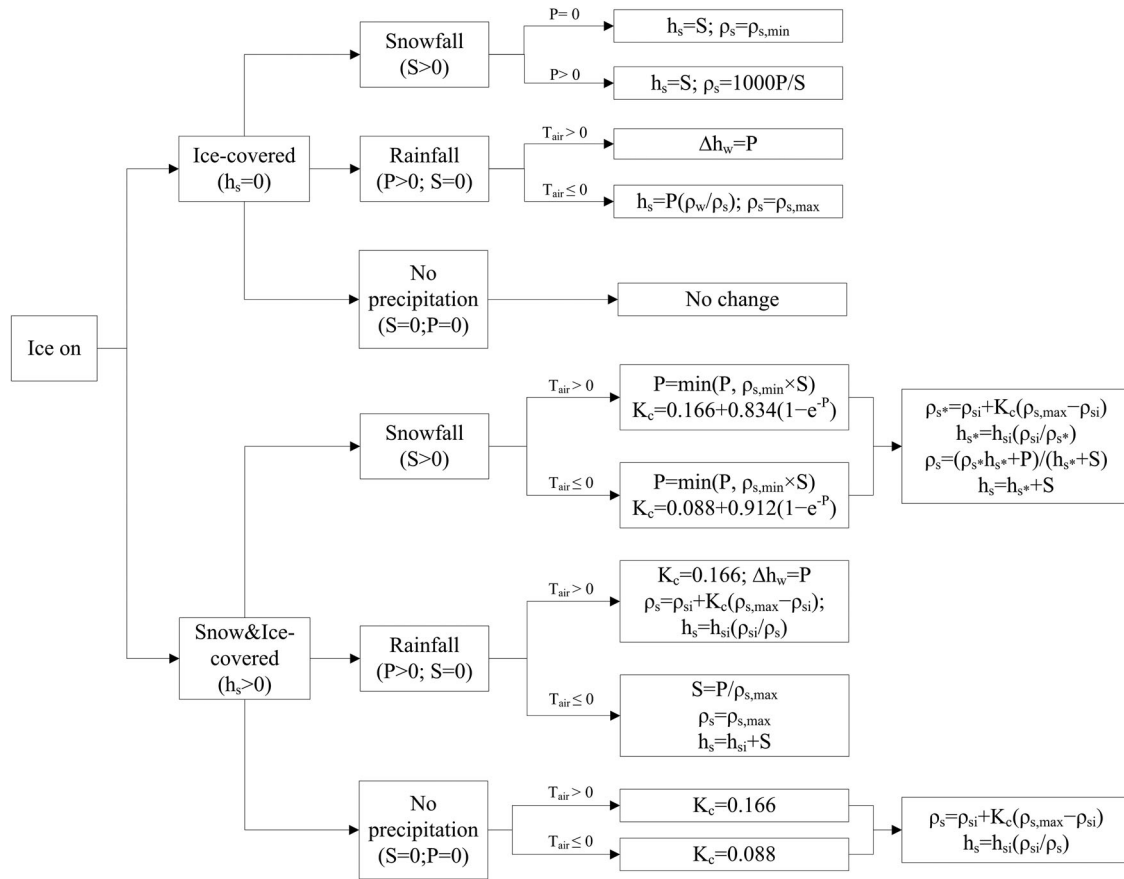 Ice on
Ice-covered
(hₛ=0)
Snowfall
(S>0)
P= 0
hₛ=S; ρₛ=ρₛ,min
P> 0
hₛ=S; ρₛ=1000P/S
Rainfall
(P>0; S=0)
Tair > 0
Δhw=P
Tair ≤ 0
hₛ=P(ρw/ρₛ); ρₛ=ρₛ,max
No
precipitation
(S=0;P=0)
No change
Snow&Ice-
covered
(hₛ>0)
Snowfall
(S>0)
Tair > 0
P=min(P, ρₛ,min×S)
Kc=0.166+0.834(1−e⁻ᴾ)
Tair ≤ 0
P=min(P, ρₛ,min×S)
Kc=0.088+0.912(1−e⁻ᴾ)
ρₛ*=ρsi+Kc(ρₛ,max−ρsi)
hₛ*=hsi(ρsi/ρₛ*)
ρₛ=(ρₛ*hₛ*+P)/(hₛ*+S)
hₛ=hₛ*+S
Rainfall
(P>0; S=0)
Tair > 0
Kc=0.166; Δhw=P
ρₛ=ρsi+Kc(ρₛ,max−ρsi);
hₛ=hsi(ρsi/ρₛ)
Tair ≤ 0
S=P/ρₛ,max
ρₛ=ρₛ,max
hₛ=hsi+S
No
precipitation
(S=0;P=0)
Tair > 0
Kc=0.166
Tair ≤ 0
Kc=0.088
ρₛ=ρsi+Kc(ρₛ,max−ρsi)
hₛ=hsi(ρsi/ρₛ)